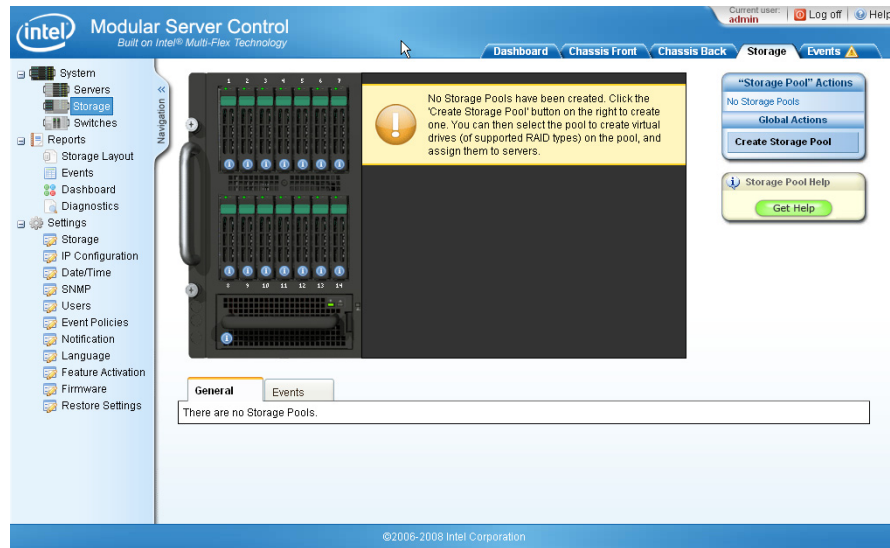 intel
Modular Server Control
Built on Intel® Multi-Flex Technology
Current user:
admin
Log off
Help
Dashboard
Chassis Front
Chassis Back
Storage
Events
System
Servers
Storage
Switches
Reports
Storage Layout
Events
Dashboard
Diagnostics
Settings
Storage
IP Configuration
Date/Time
SNMP
Users
Event Policies
Notification
Language
Feature Activation
Firmware
Restore Settings
Navigation
1 2 3 4 5 6 7
8 9 10 11 12 13 14
No Storage Pools have been created. Click the
'Create Storage Pool' button on the right to create
one. You can then select the pool to create virtual
drives (of supported RAID types) on the pool, and
assign them to servers.
"Storage Pool" Actions
No Storage Pools
Global Actions
Create Storage Pool
Storage Pool Help
Get Help
General
Events
There are no Storage Pools.
©2006-2008 Intel Corporation